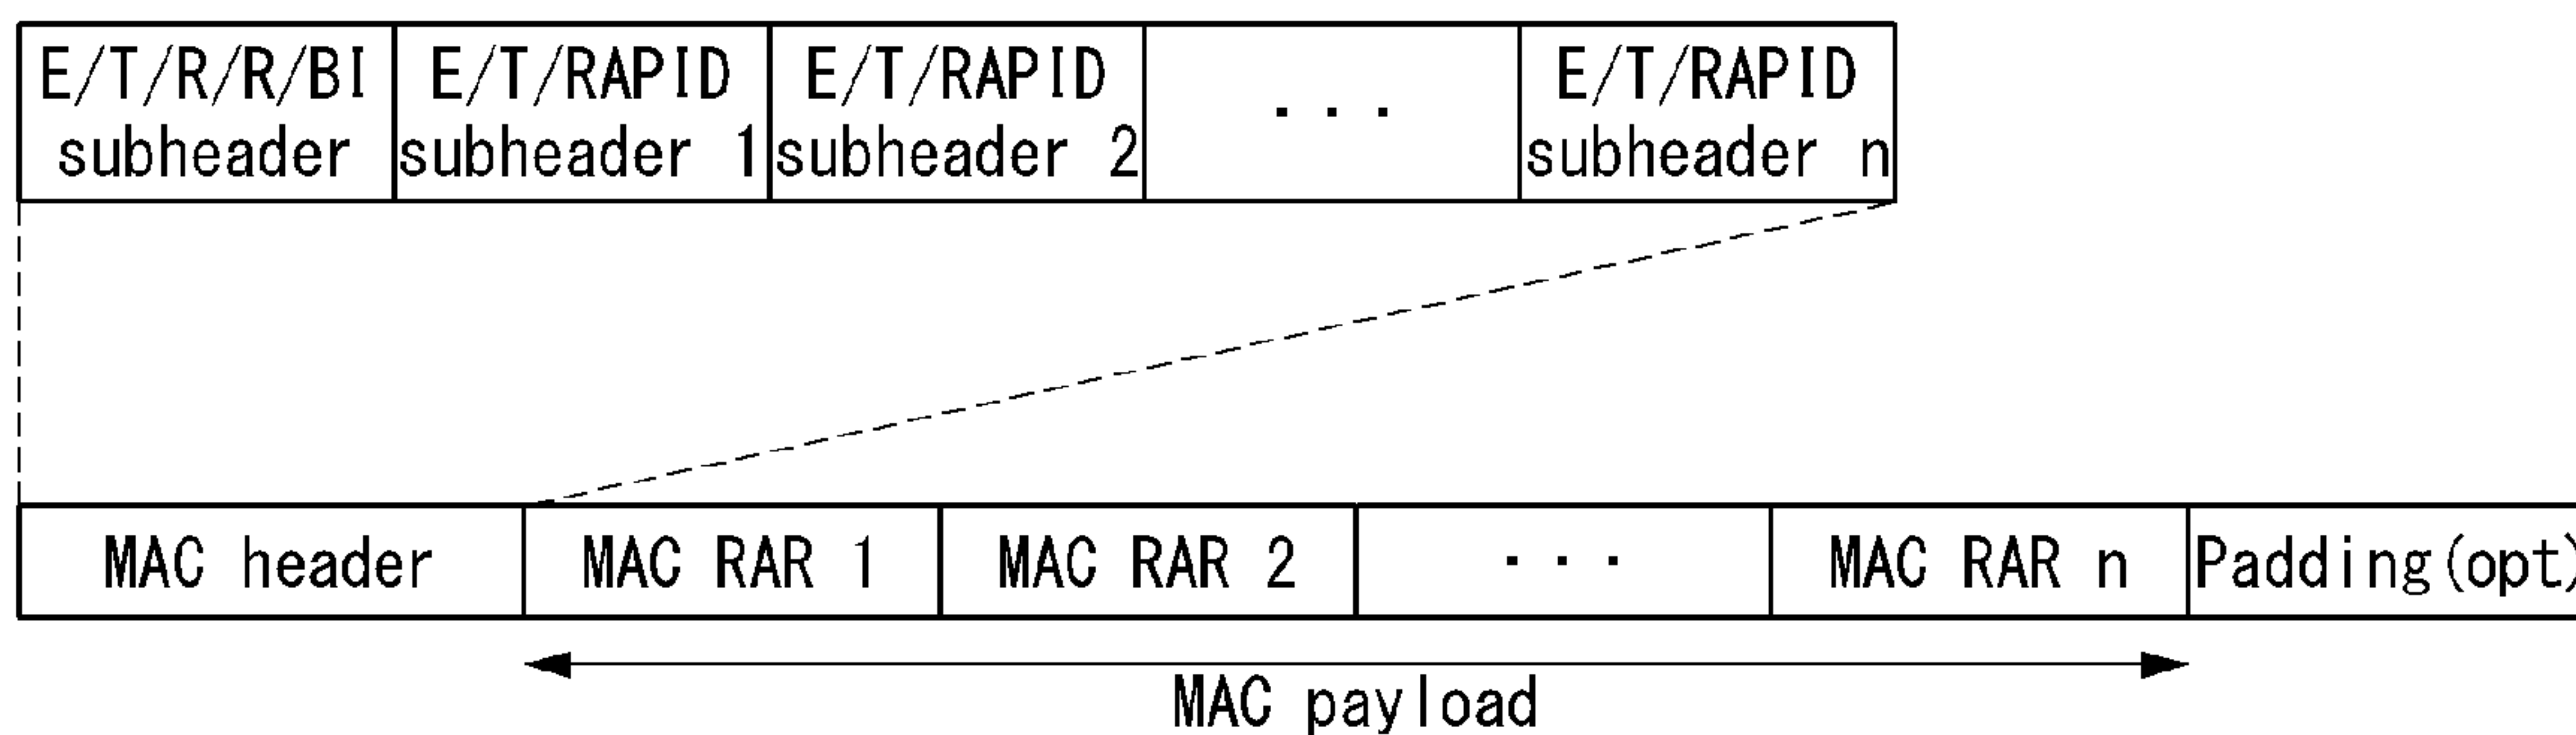 E/T/R/R/BI
subheader
E/T/RAPID
subheader 1
E/T/RAPID
subheader 2
...
E/T/RAPID
subheader n
MAC header
MAC RAR 1
MAC RAR 2
...
MAC RAR n
Padding(opt)
MAC payload